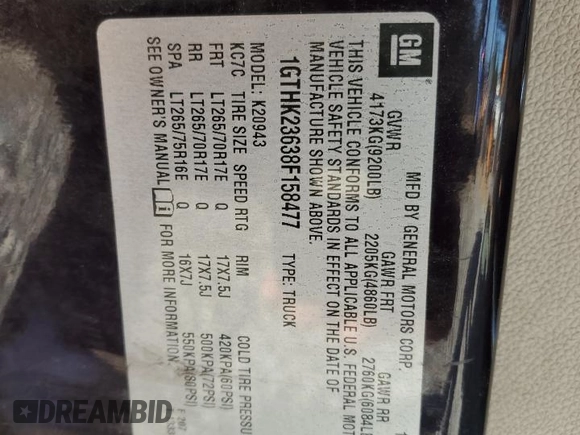 GM
MFD BY GENERAL MOTORS CORP.
GVWR GAWR FRT GAWR RR
4173KG(9200LB) 2205KG(4860LB) 2760KG(6084LB
THIS VEHICLE CONFORMS TO ALL APPLICABLE U.S. FEDERAL MOTOR
VEHICLE SAFETY STANDARDS IN EFFECT ON THE DATE OF
MANUFACTURE SHOWN ABOVE.
1GTHK23638F158477 TYPE: TRUCK
MODEL: K20943
KC7C TIRE SIZE SPEED RTG RIM COLD TIRE PRESSU
FRT LT265/70R17E Q 17X7.5J 420KPA(60PSI)
RR LT265/70R17E Q 17X7.5J 500KPA(72PSI)
SPA LT265/75R16E Q 16X7J 550KPA(80PSI)
SEE OWNER'S MANUAL i FOR MORE INFORMATION
DREAMBID